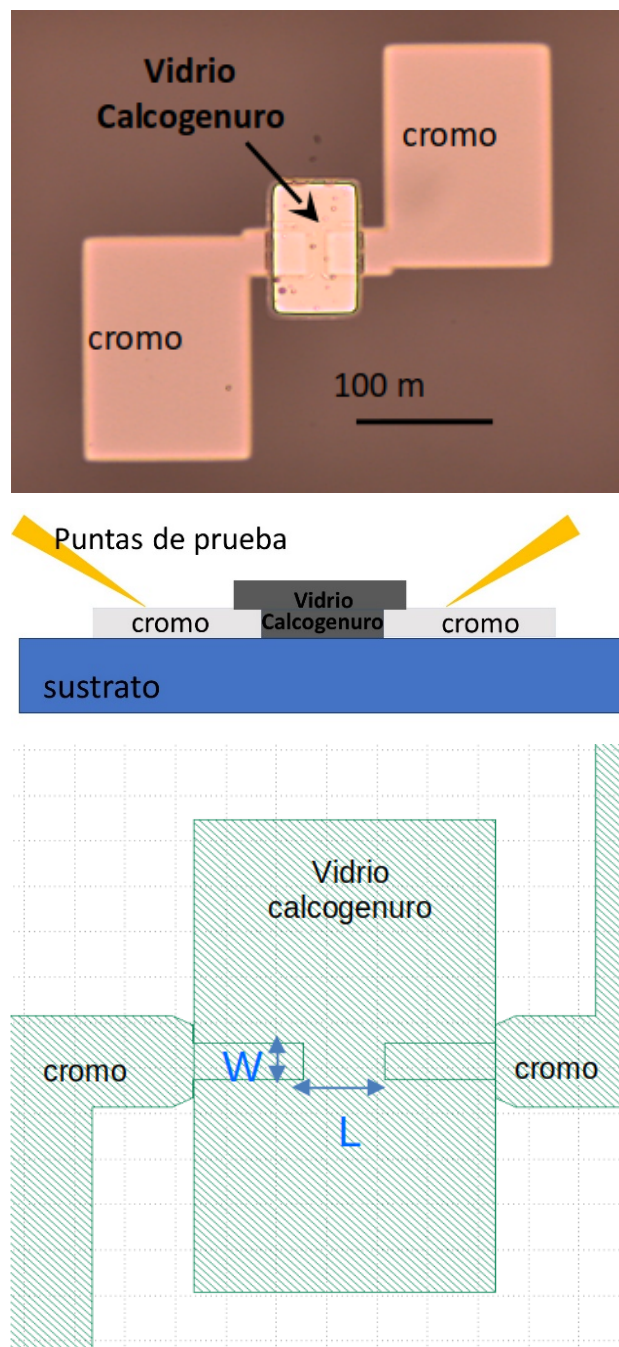 Vidrio
Calcogenuro
cromo
cromo
100 m
Puntas de prueba
Vidrio
cromo
Calcogenuro
cromo
sustrato
Vidrio
calcogenuro
cromo
W
cromo
L